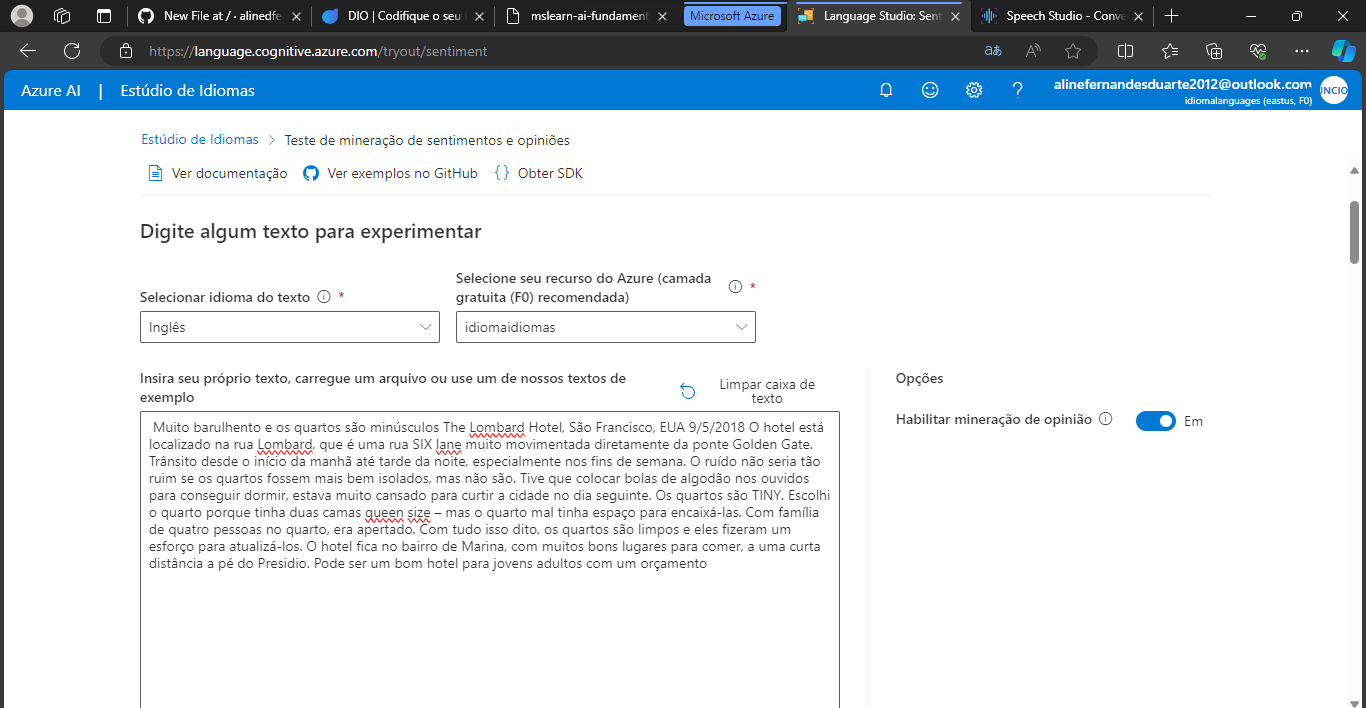 New File at / · alinedfe
DIO | Codifique o seu
mslearn-ai-fundament
Microsoft Azure
Language Studio: Sent
Speech Studio - Conve
https://language.cognitive.azure.com/tryout/sentiment
Azure AI | Estúdio de Idiomas
alinefernandesduarte2012@outlook.com
idiomalanguages (eastus, F0)
UNCIO
Estúdio de Idiomas > Teste de mineração de sentimentos e opiniões
Ver documentação Ver exemplos no GitHub {} Obter SDK
Digite algum texto para experimentar
Selecionar idioma do texto *
Inglês
Selecione seu recurso do Azure (camada
gratuita (F0) recomendada) *
idiomaidiomas
Insira seu próprio texto, carregue um arquivo ou use um de nossos textos de
exemplo
Limpar caixa de
texto
Muito barulhento e os quartos são minúsculos The Lombard Hotel, São Francisco, EUA 9/5/2018 O hotel está
localizado na rua Lombard, que é uma rua SIX lane muito movimentada diretamente da ponte Golden Gate.
Trânsito desde o início da manhã até tarde da noite, especialmente nos fins de semana. O ruído não seria tão
ruim se os quartos fossem mais bem isolados, mas não são. Tive que colocar bolas de algodão nos ouvidos
para conseguir dormir, estava muito cansado para curtir a cidade no dia seguinte. Os quartos são TINY. Escolhi
o quarto porque tinha duas camas queen size – mas o quarto mal tinha espaço para encaixá-las. Com família
de quatro pessoas no quarto, era apertado. Com tudo isso dito, os quartos são limpos e eles fizeram um
esforço para atualizá-los. O hotel fica no bairro de Marina, com muitos bons lugares para comer, a uma curta
distância a pé do Presidio. Pode ser um bom hotel para jovens adultos com um orçamento
Opções
Habilitar mineração de opinião
Em